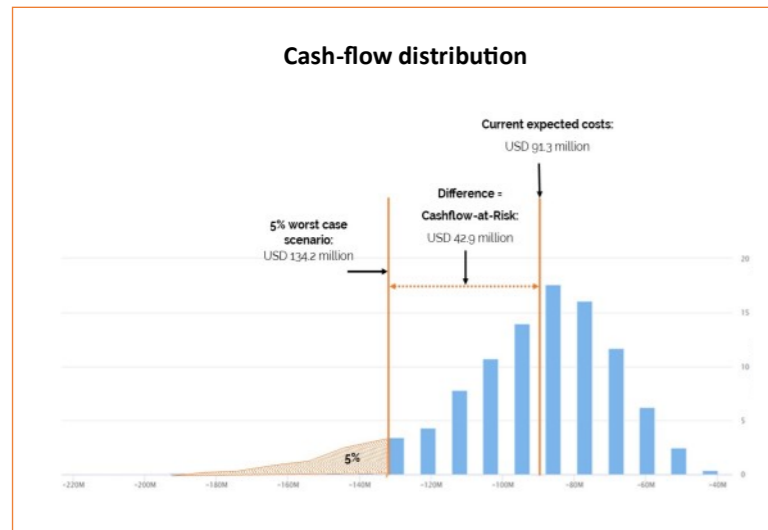 Cash-flow distribution
Current expected costs:
USD 91.3 million
Difference =
Cashflow-at-Risk:
USD 42.9 million
5% worst case
scenario:
USD 134.2 million
20
15
10
5
0
5%
-220M -200M -180M -160M -140M -120M -100M -80M -60M -40M